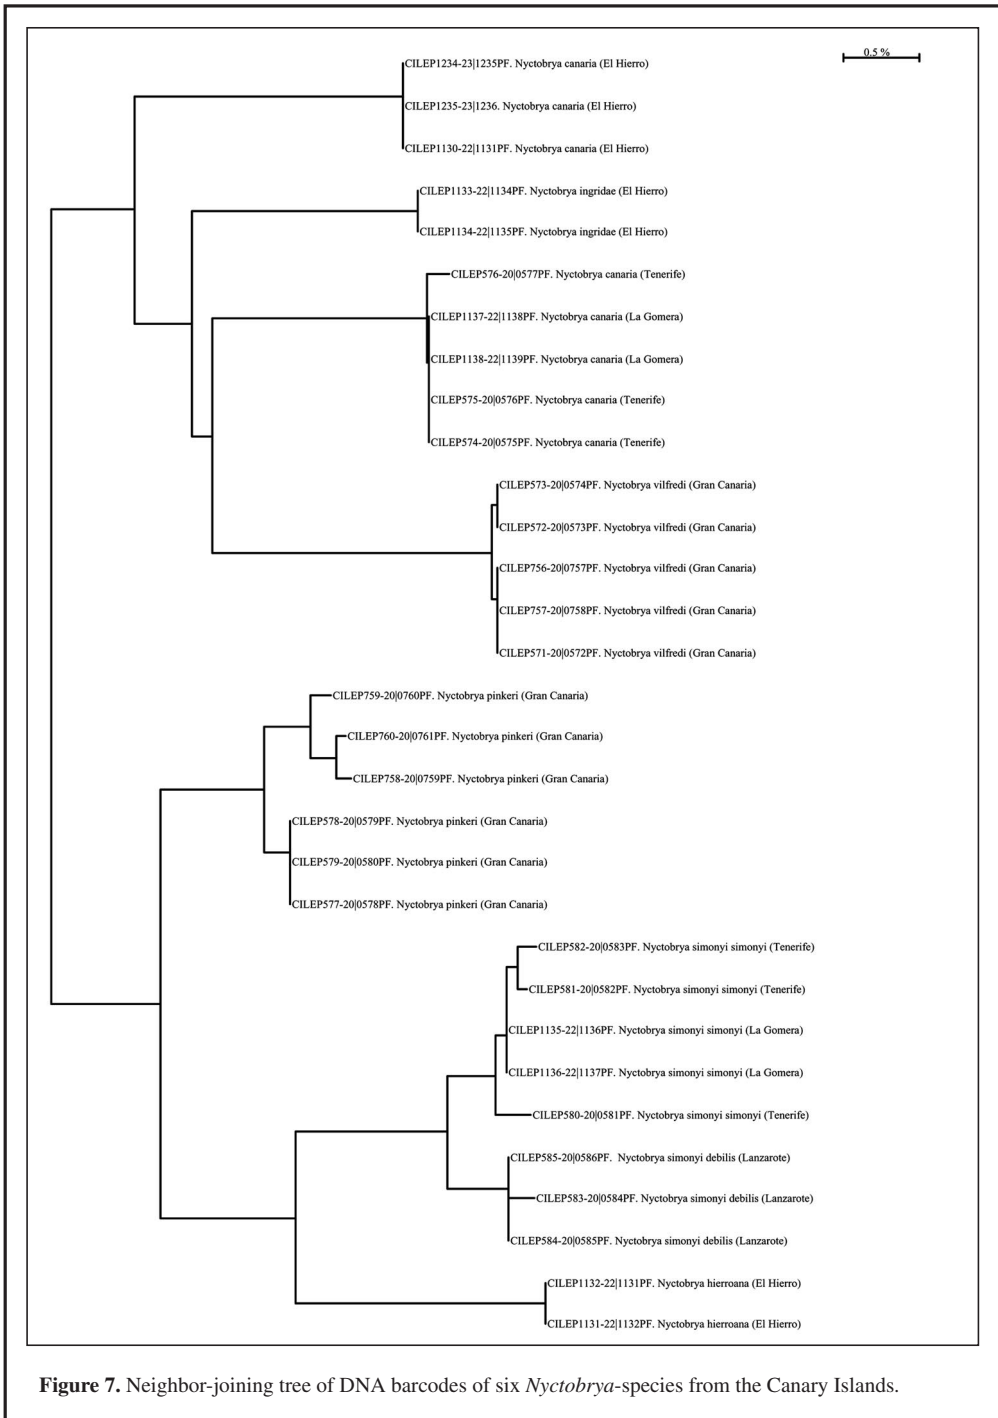 0.5 %
CILEP1234-23|1235PF. Nyctobrya canaria (El Hierro)
CILEP1235-23|1236. Nyctobrya canaria (El Hierro)
CILEP1130-22|1131PF. Nyctobrya canaria (El Hierro)
CILEP1133-22|1134PF. Nyctobrya ingridae (El Hierro)
CILEP1134-22|1135PF. Nyctobrya ingridae (El Hierro)
CILEP576-20|0577PF. Nyctobrya canaria (Tenerife)
CILEP1137-22|1138PF. Nyctobrya canaria (La Gomera)
CILEP1138-22|1139PF. Nyctobrya canaria (La Gomera)
CILEP575-20|0576PF. Nyctobrya canaria (Tenerife)
CILEP574-20|0575PF. Nyctobrya canaria (Tenerife)
CILEP573-20|0574PF. Nyctobrya vilfredi (Gran Canaria)
CILEP572-20|0573PF. Nyctobrya vilfredi (Gran Canaria)
CILEP756-20|0757PF. Nyctobrya vilfredi (Gran Canaria)
CILEP757-20|0758PF. Nyctobrya vilfredi (Gran Canaria)
CILEP571-20|0572PF. Nyctobrya vilfredi (Gran Canaria)
CILEP759-20|0760PF. Nyctobrya pinkeri (Gran Canaria)
CILEP760-20|0761PF. Nyctobrya pinkeri (Gran Canaria)
CILEP758-20|0759PF. Nyctobrya pinkeri (Gran Canaria)
CILEP578-20|0579PF. Nyctobrya pinkeri (Gran Canaria)
CILEP579-20|0580PF. Nyctobrya pinkeri (Gran Canaria)
CILEP577-20|0578PF. Nyctobrya pinkeri (Gran Canaria)
CILEP582-20|0583PF. Nyctobrya simonyi simonyi (Tenerife)
CILEP581-20|0582PF. Nyctobrya simonyi simonyi (Tenerife)
CILEP1135-22|1136PF. Nyctobrya simonyi simonyi (La Gomera)
CILEP1136-22|1137PF. Nyctobrya simonyi simonyi (La Gomera)
CILEP580-20|0581PF. Nyctobrya simonyi simonyi (Tenerife)
CILEP585-20|0586PF. Nyctobrya simonyi debilis (Lanzarote)
CILEP583-20|0584PF. Nyctobrya simonyi debilis (Lanzarote)
CILEP584-20|0585PF. Nyctobrya simonyi debilis (Lanzarote)
CILEP1132-22|1131PF. Nyctobrya hierroana (El Hierro)
CILEP1131-22|1132PF. Nyctobrya hierroana (El Hierro)
Figure 7. Neighbor-joining tree of DNA barcodes of six Nyctobrya-species from the Canary Islands.